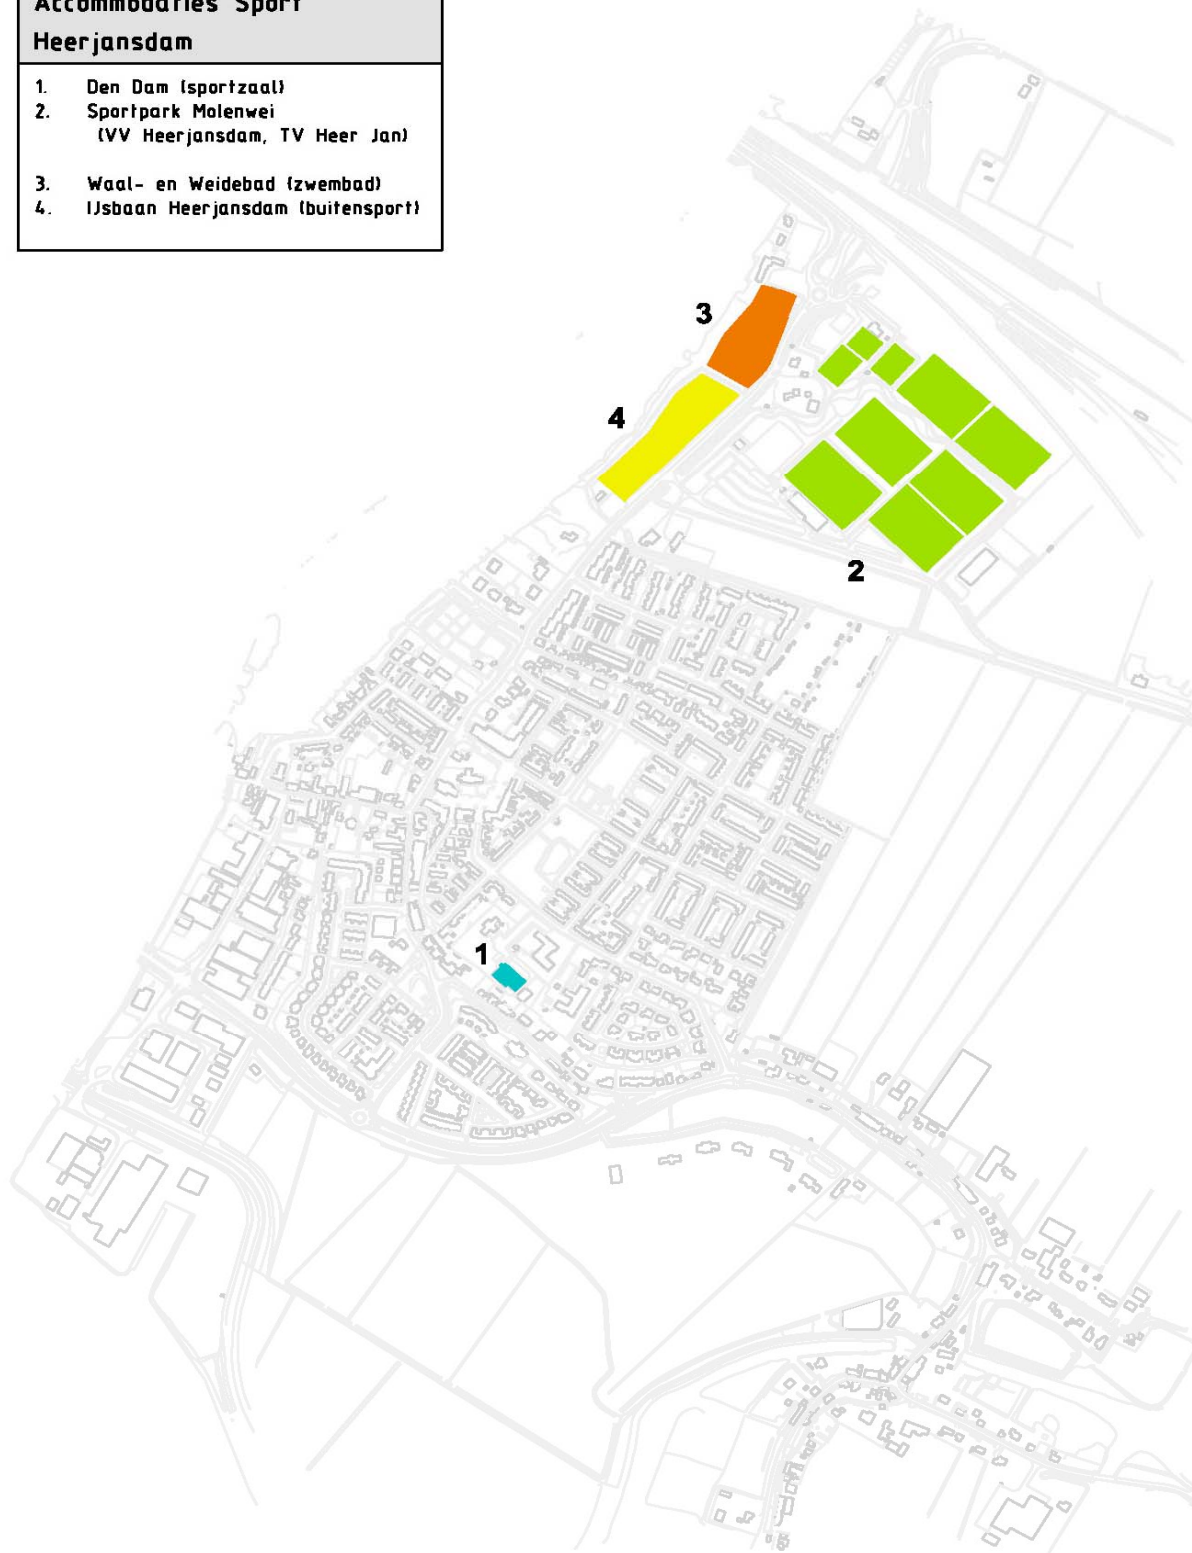 Accommodaties Sport
Heerjansdam
1. Den Dam (sportzaal)
2. Sportpark Molenwei
(VV Heerjansdam, TV Heer Jan)
3. Waal- en Weidebad (zwembad)
4. IJsbaan Heerjansdam (buitensport)
3
4
2
1